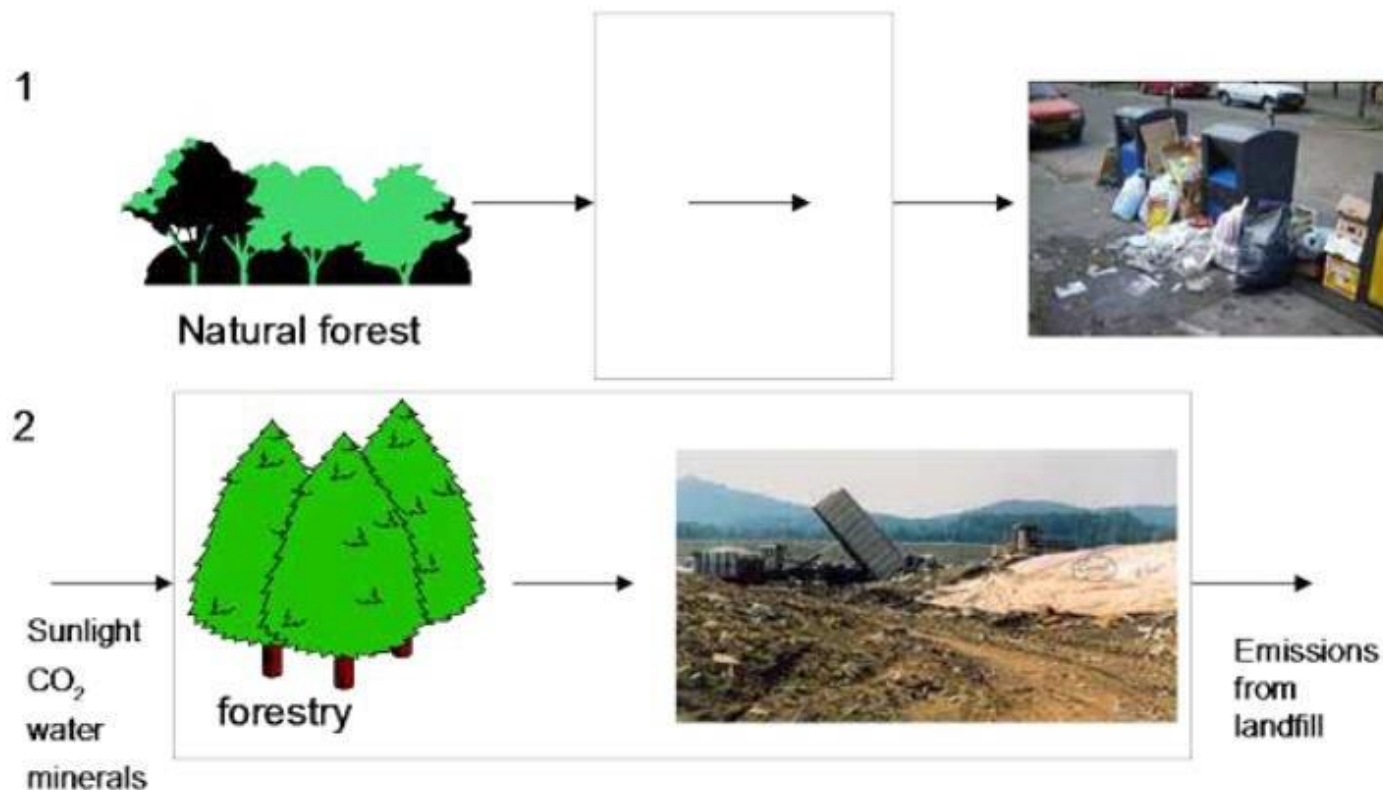 1
Natural forest
2
Sunlight
CO₂
water
minerals
forestry
Emissions
from
landfill